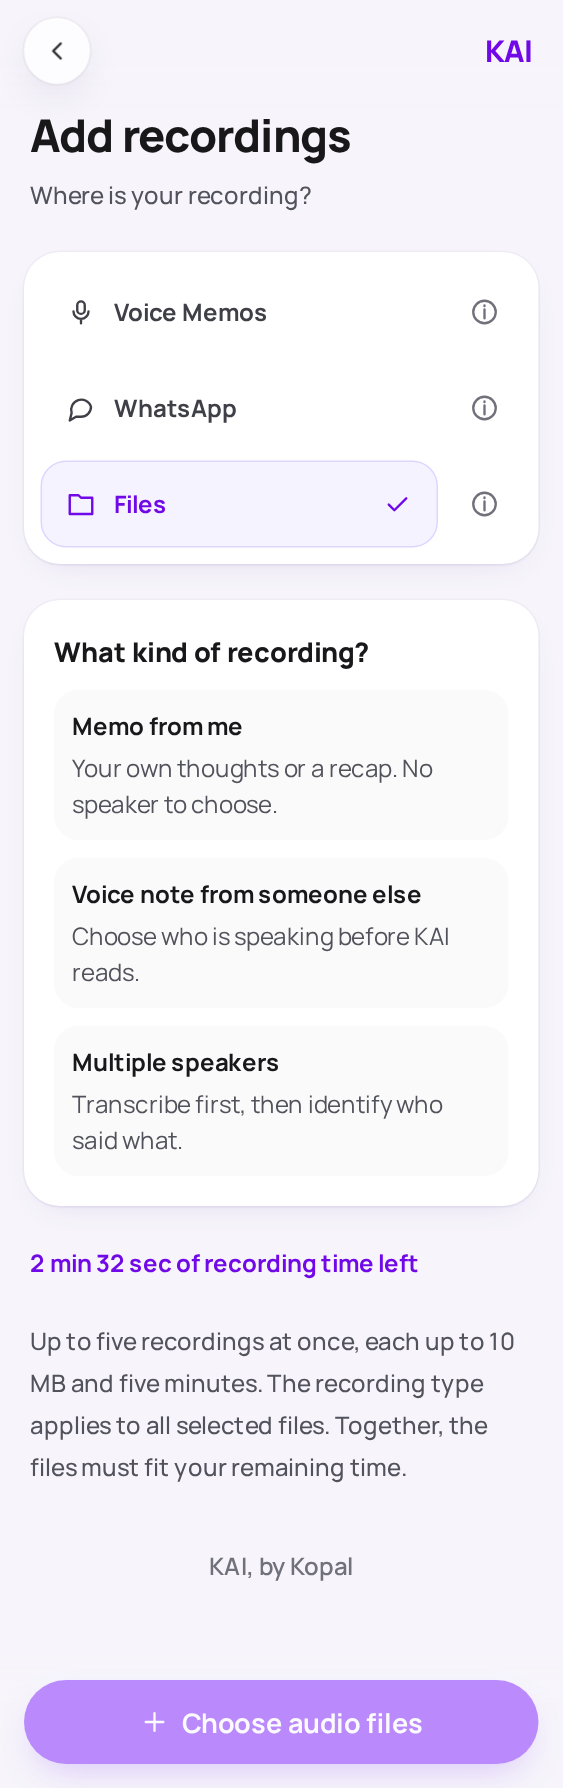 KAI
Add recordings
Where is your recording?
Voice Memos
WhatsApp
Files
What kind of recording?
Memo from me
Your own thoughts or a recap. No
speaker to choose.
Voice note from someone else
Choose who is speaking before KAI
reads.
Multiple speakers
Transcribe first, then identify who
said what.
2 min 32 sec of recording time left
Up to five recordings at once, each up to 10
MB and five minutes. The recording type
applies to all selected files. Together, the
files must fit your remaining time.
KAI, by Kopal
Choose audio files